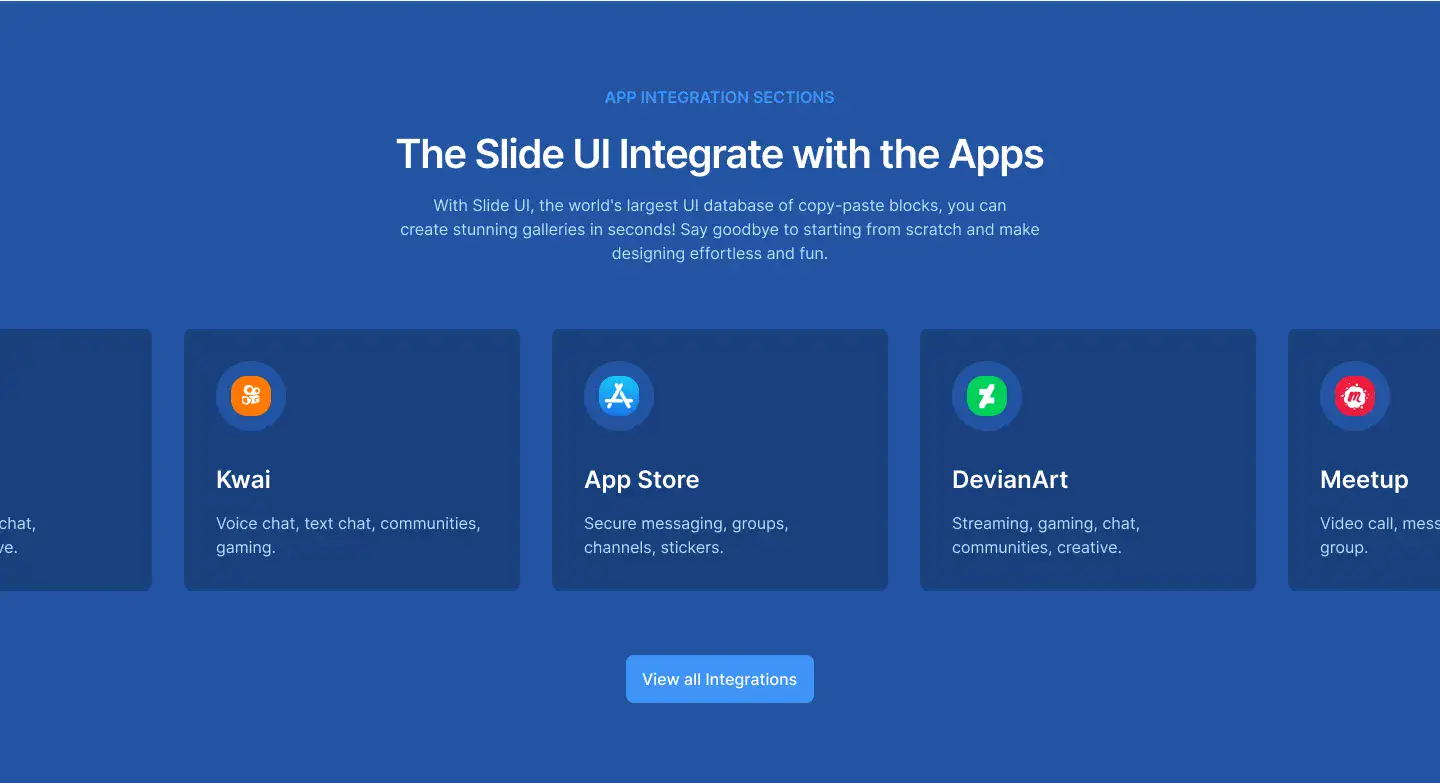 APP INTEGRATION SECTIONS
The Slide UI Integrate with the Apps
With Slide UI, the world's largest UI database of copy-paste blocks, you can
create stunning galleries in seconds! Say goodbye to starting from scratch and make
designing effortless and fun.
chat,
Kwai
Voice chat, text chat, communities,
gaming.
App Store
Secure messaging, groups,
channels, stickers.
DevianArt
Streaming, gaming, chat,
communities, creative.
Meetup
Video call,
group.
View all Integrations